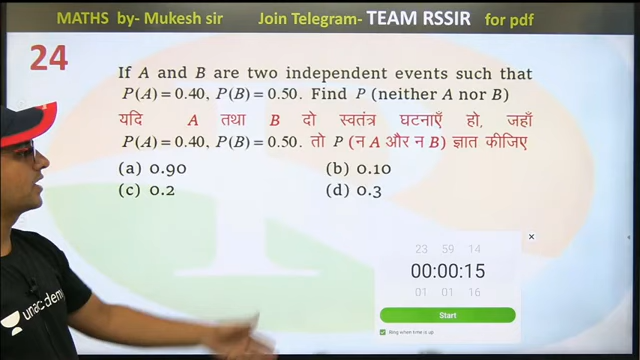 MATHS by- Mukesh sir Join Telegram- TEAM RSSIR for pdf
24
If A and B are two independent events such that
P(A) = 0.40, P(B) = 0.50. Find P (neither A nor B)
यदि A तथा B दो स्वतंत्र घटनाएँ हो, जहाँ
P(A) = 0.40, P(B) = 0.50. तो P (न A और न B) ज्ञात कीजिए
(a) 0.90 (b) 0.10
(c) 0.2 (d) 0.3
23 59 14
00:00:15
01 01 16
Start
Ring when time is up
unacademy